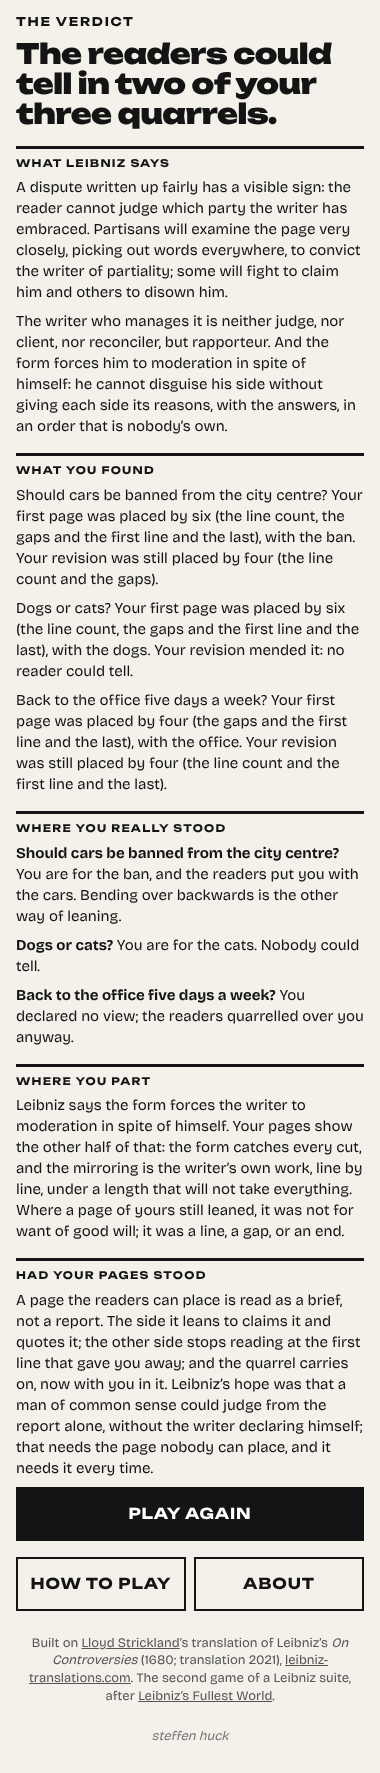 THE VERDICT
The readers could
tell in two of your
three quarrels.
WHAT LEIBNIZ SAYS
A dispute written up fairly has a visible sign: the
reader cannot judge which party the writer has
embraced. Partisans will examine the page very
closely, picking out words everywhere, to convict
the writer of partiality; some will fight to claim
him and others to disown him.
The writer who manages it is neither judge, nor
client, nor reconciler, but rapporteur. And the
form forces him to moderation in spite of
himself: he cannot disguise his side without
giving each side its reasons, with the answers, in
an order that is nobody's own.
WHAT YOU FOUND
Should cars be banned from the city centre? Your
first page was placed by six (the line count, the
gaps and the first line and the last), with the ban.
Your revision was still placed by four (the line
count and the gaps).
Dogs or cats? Your first page was placed by six
(the line count, the gaps and the first line and the
last), with the dogs. Your revision mended it: no
reader could tell.
Back to the office five days a week? Your first
page was placed by four (the gaps and the first
line and the last), with the office. Your revision
was still placed by four (the line count and the
first line and the last).
WHERE YOU REALLY STOOD
Should cars be banned from the city centre?
You are for the ban, and the readers put you with
the cars. Bending over backwards is the other
way of leaning.
Dogs or cats? You are for the cats. Nobody could
tell.
Back to the office five days a week? You
declared no view; the readers quarrelled over you
anyway.
WHERE YOU PART
Leibniz says the form forces the writer to
moderation in spite of himself. Your pages show
the other half of that: the form catches every cut,
and the mirroring is the writer's own work, line by
line, under a length that will not take everything.
Where a page of yours still leaned, it was not for
want of good will; it was a line, a gap, or an end.
HAD YOUR PAGES STOOD
A page the readers can place is read as a brief,
not a report. The side it leans to claims it and
quotes it; the other side stops reading at the first
line that gave you away; and the quarrel carries
on, now with you in it. Leibniz's hope was that a
man of common sense could judge from the
report alone, without the writer declaring himself;
that needs the page nobody can place, and it
needs it every time.
PLAY AGAIN
HOW TO PLAY
ABOUT
Built on Lloyd Strickland's translation of Leibniz's On
Controversies (1680; translation 2021), leibniz-
translations.com. The second game of a Leibniz suite,
after Leibniz's Fullest World.
steffen huck